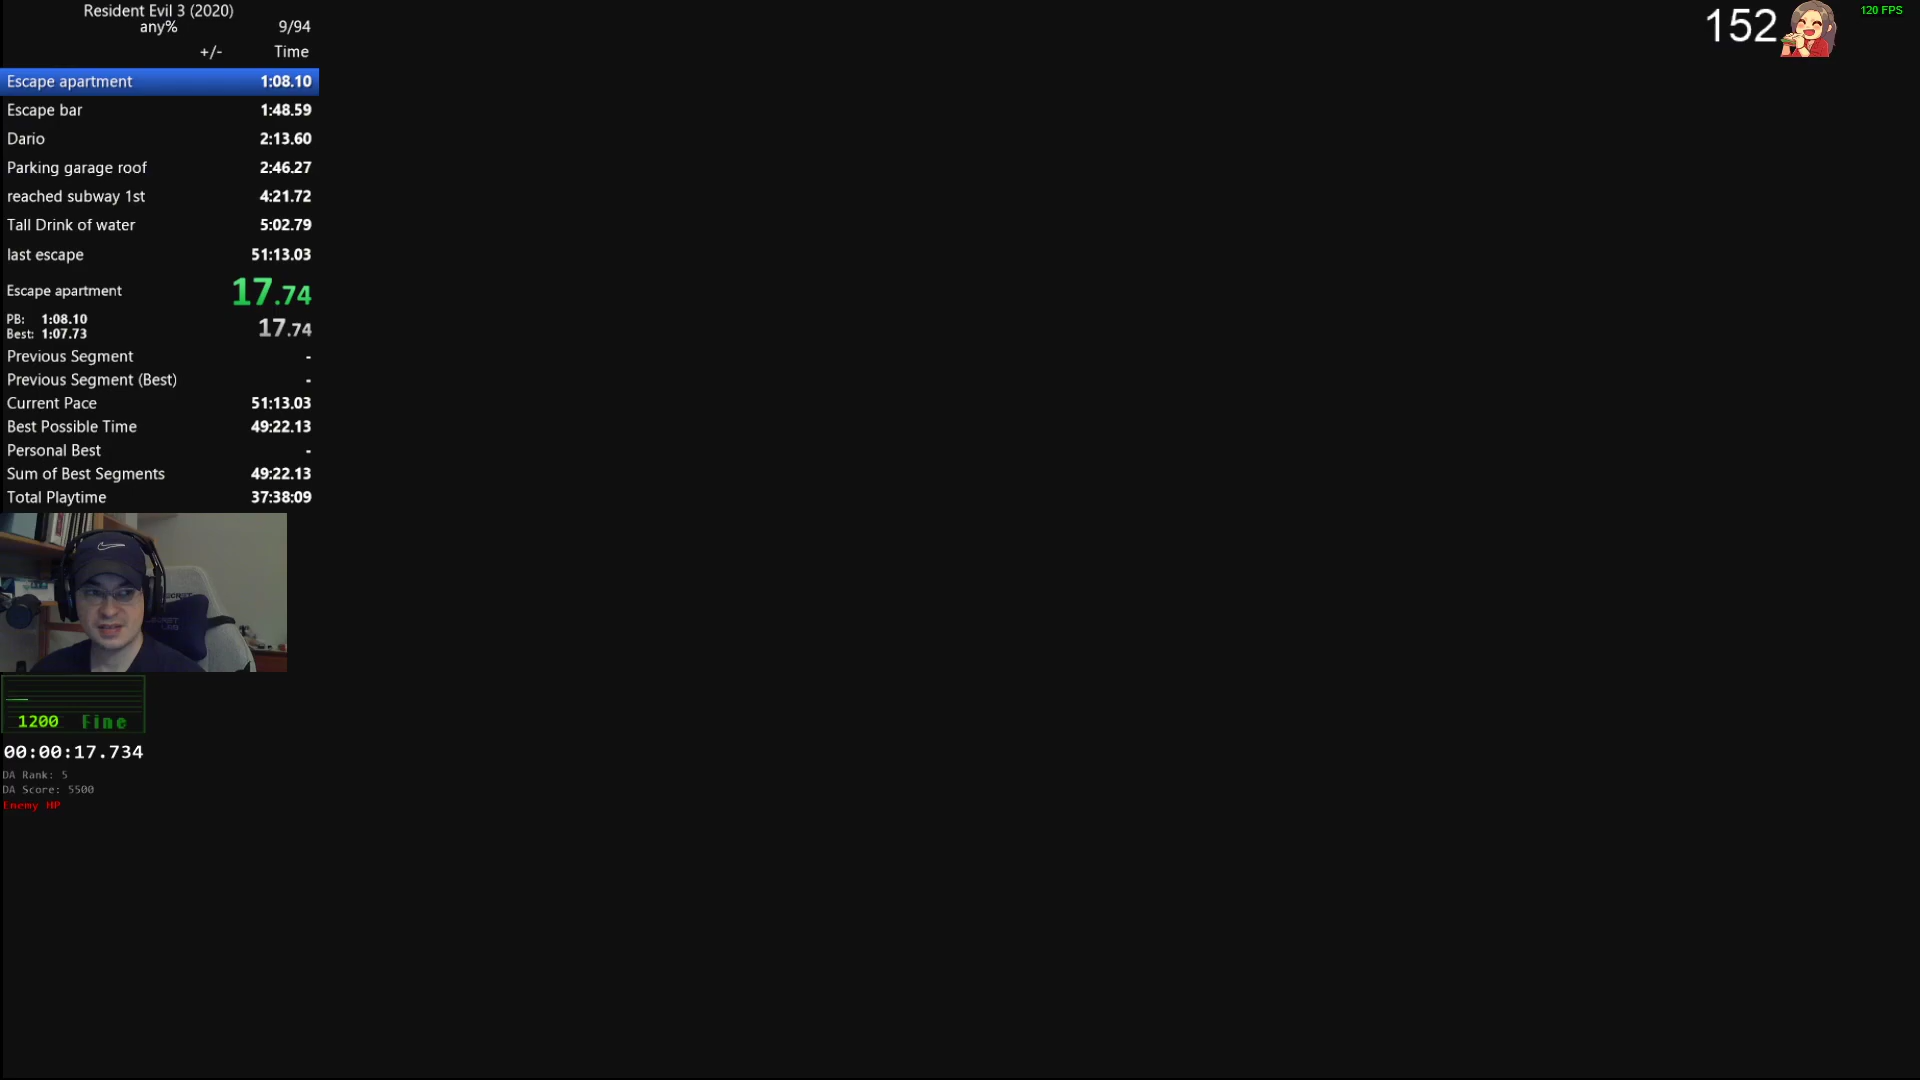 Resident Evil 3 (2020)
any% 9/94
+/- Time
Escape apartment 1:08.10
Escape bar 1:48.59
Dario 2:13.60
Parking garage roof 2:46.27
reached subway 1st 4:21.72
Tall Drink of water 5:02.79
last escape 51:13.03
Escape apartment 17.74
PB: 1:08.10
Best: 1:07.73 17.74
Previous Segment -
Previous Segment (Best) -
Current Pace 51:13.03
Best Possible Time 49:22.13
Personal Best -
Sum of Best Segments 49:22.13
Total Playtime 37:38:09
1200 Fine
00:00:17.734
DA Rank: 5
DA Score: 5500
Enemy HP
152
120 FPS